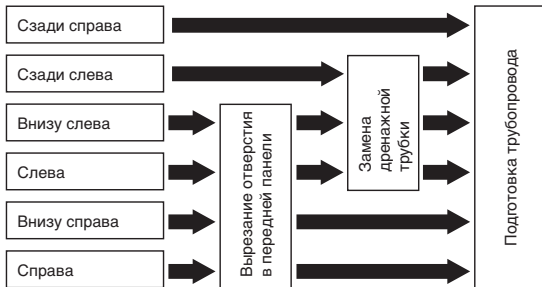 Сзади справа
Сзади слева
Внизу слева
Слева
Внизу справа
Справа
Вырезание отверстия
в передней панели
Замена
дренажной
трубки
Подготовка трубопровода